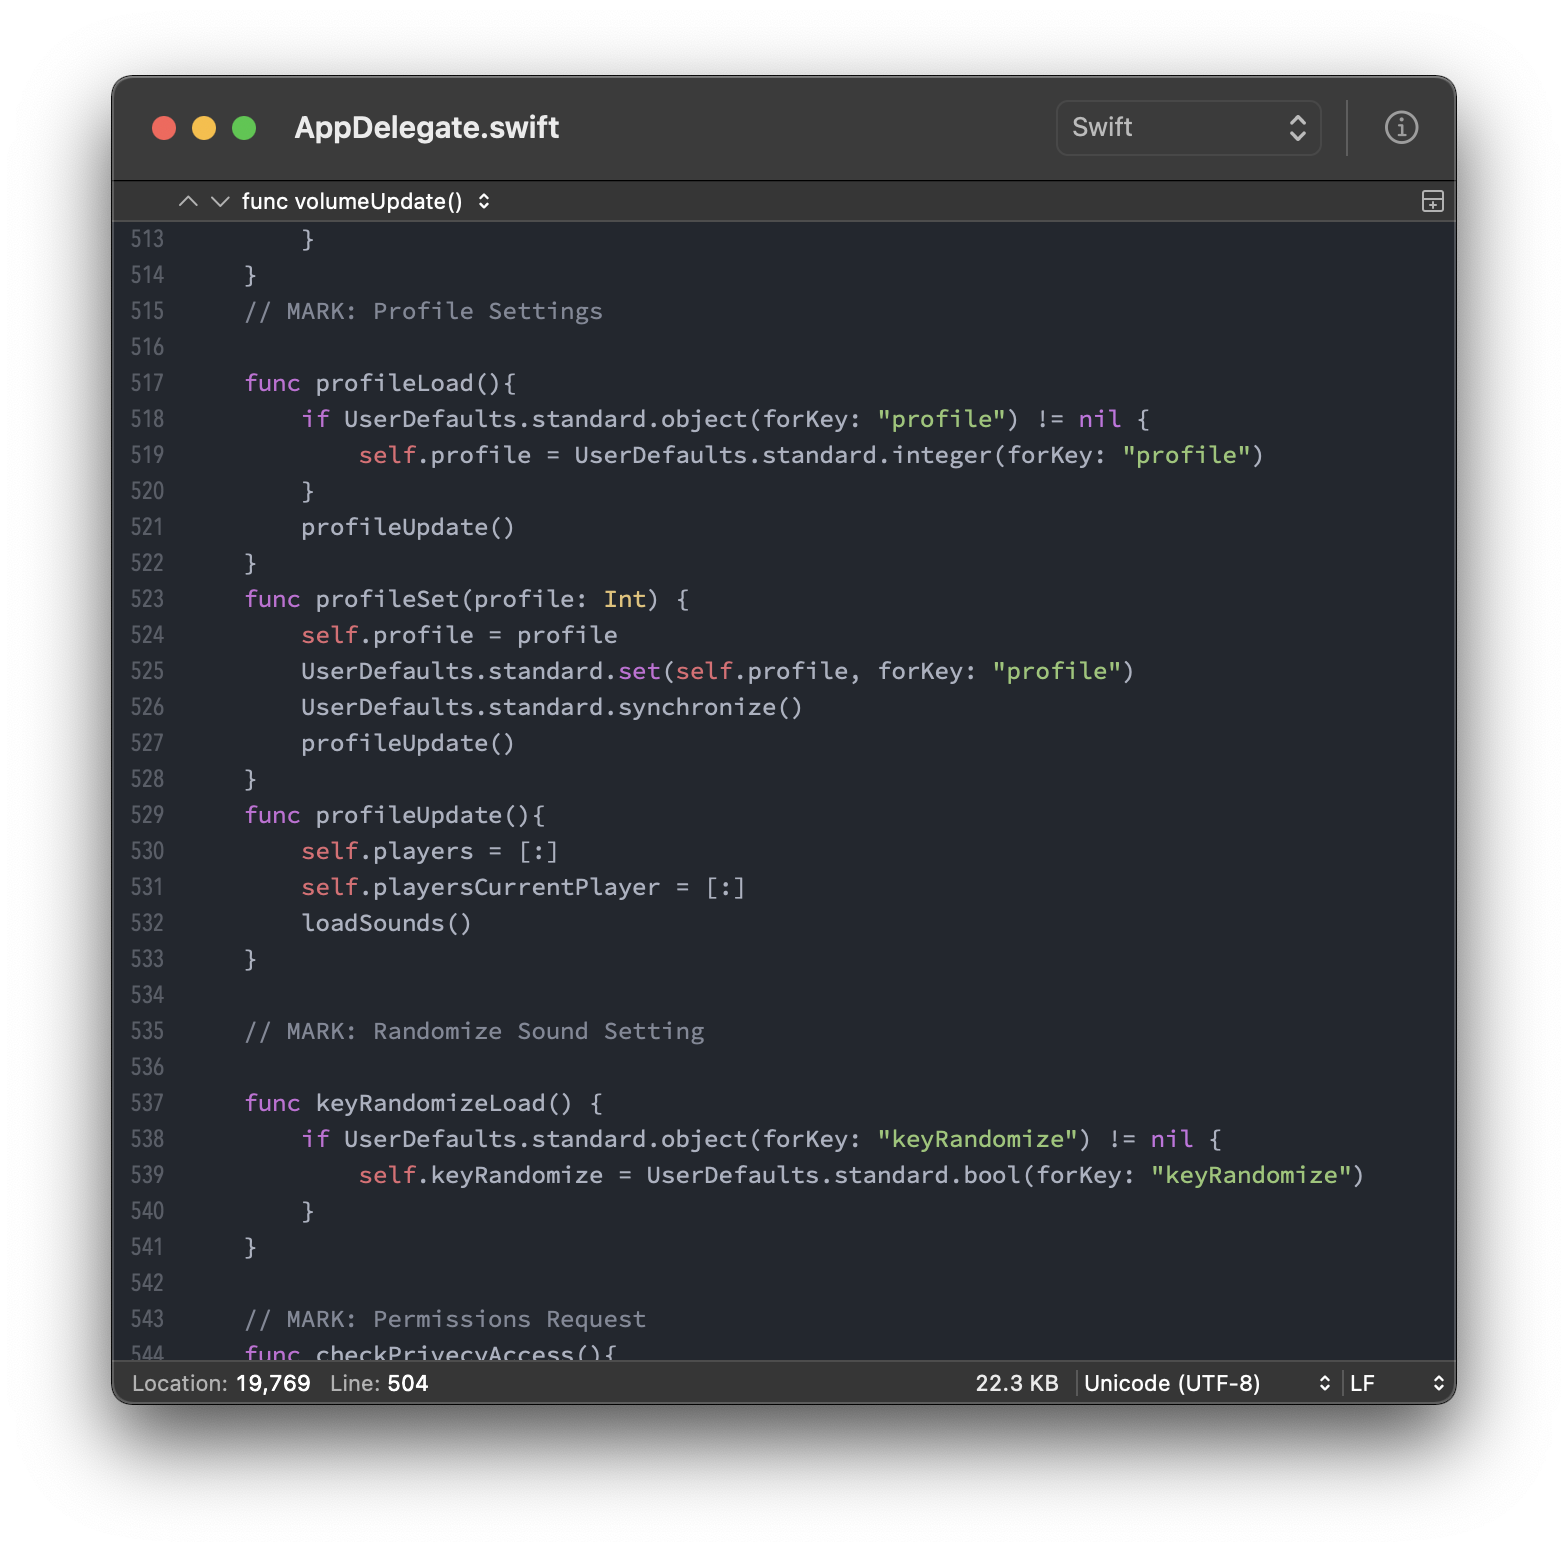 AppDelegate.swift
Swift
func volumeUpdate()
513         }
514     }
515     // MARK: Profile Settings
516
517     func profileLoad(){
518         if UserDefaults.standard.object(forKey: "profile") != nil {
519             self.profile = UserDefaults.standard.integer(forKey: "profile")
520         }
521         profileUpdate()
522     }
523     func profileSet(profile: Int) {
524         self.profile = profile
525         UserDefaults.standard.set(self.profile, forKey: "profile")
526         UserDefaults.standard.synchronize()
527         profileUpdate()
528     }
529     func profileUpdate(){
530         self.players = [:]
531         self.playersCurrentPlayer = [:]
532         loadSounds()
533     }
534
535     // MARK: Randomize Sound Setting
536
537     func keyRandomizeLoad() {
538         if UserDefaults.standard.object(forKey: "keyRandomize") != nil {
539             self.keyRandomize = UserDefaults.standard.bool(forKey: "keyRandomize")
540         }
541     }
542
543     // MARK: Permissions Request
544     func checkPrivecyAccess(){
Location: 19,769 Line: 504 22.3 KB Unicode (UTF-8) LF